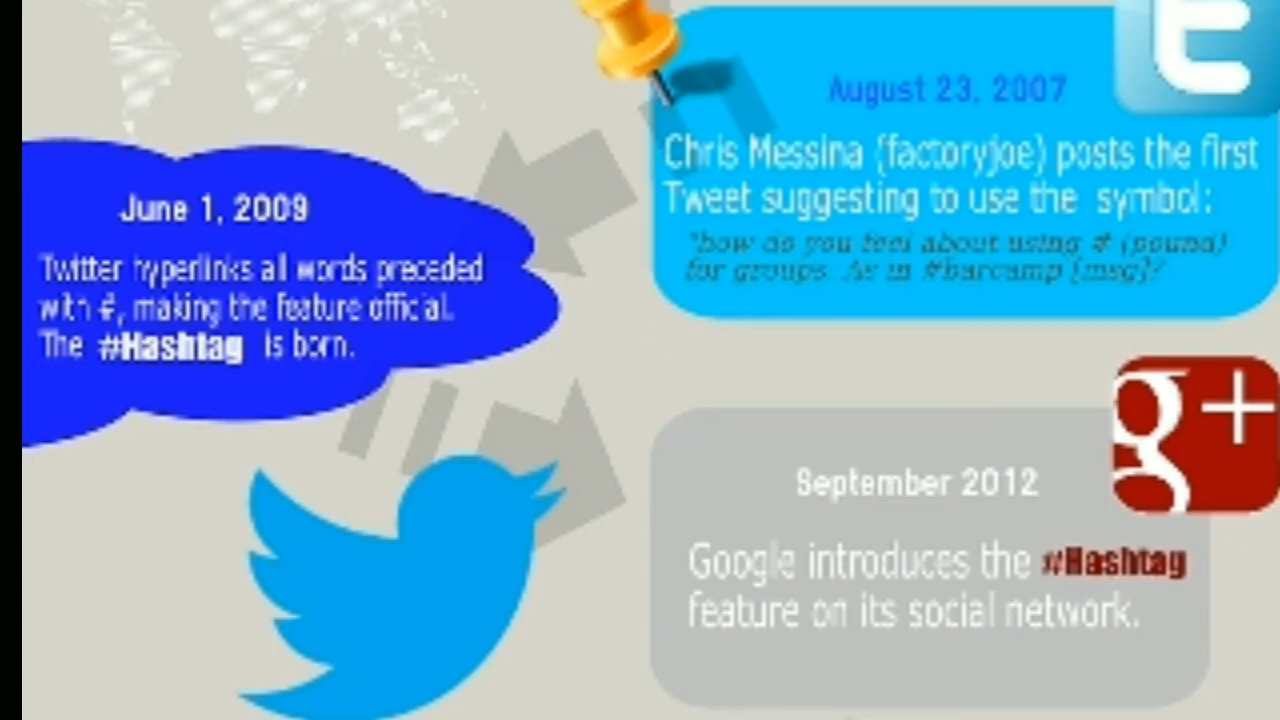 August 23, 2007
Chris Messina (factoryjoe) posts the first
Tweet suggesting to use the symbol:
"how do you feel about using # (pound)
for groups. As in #barcamp [msg]?
June 1, 2009
Twitter hyperlinks all words preceded
with #, making the feature official.
The #Hashtag is born.
g+
September 2012
Google introduces the #Hashtag
feature on its social network.